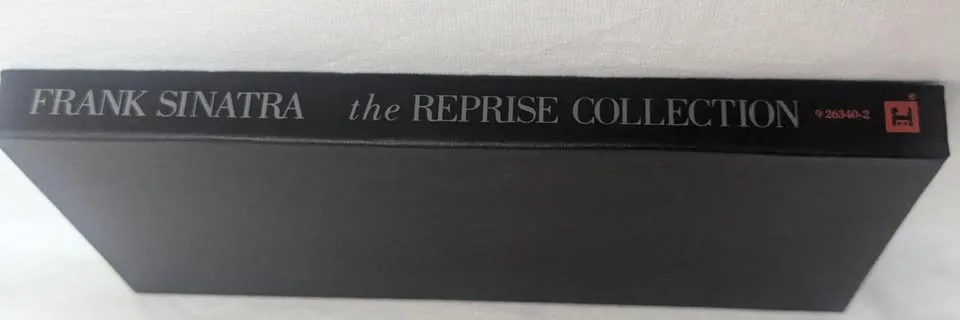 FRANK SINATRA the REPRISE COLLECTION 9 26340-2